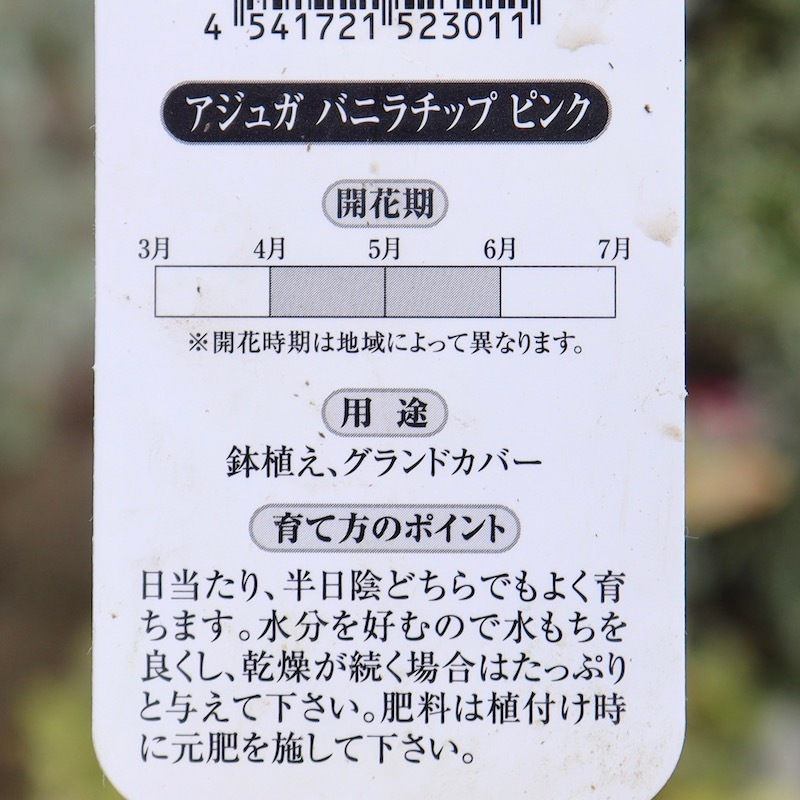 4 541721 523011
アジュガ バニラチップ ピンク
開花期
3月 4月 5月 6月 7月
※開花時期は地域によって異なります。
用途
鉢植え、グランドカバー
育て方のポイント
日当たり、半日陰どちらでもよく育
ちます。水分を好むので水もちを
良くし、乾燥が続く場合はたっぷり
と与えて下さい。肥料は植付け時
に元肥を施して下さい。